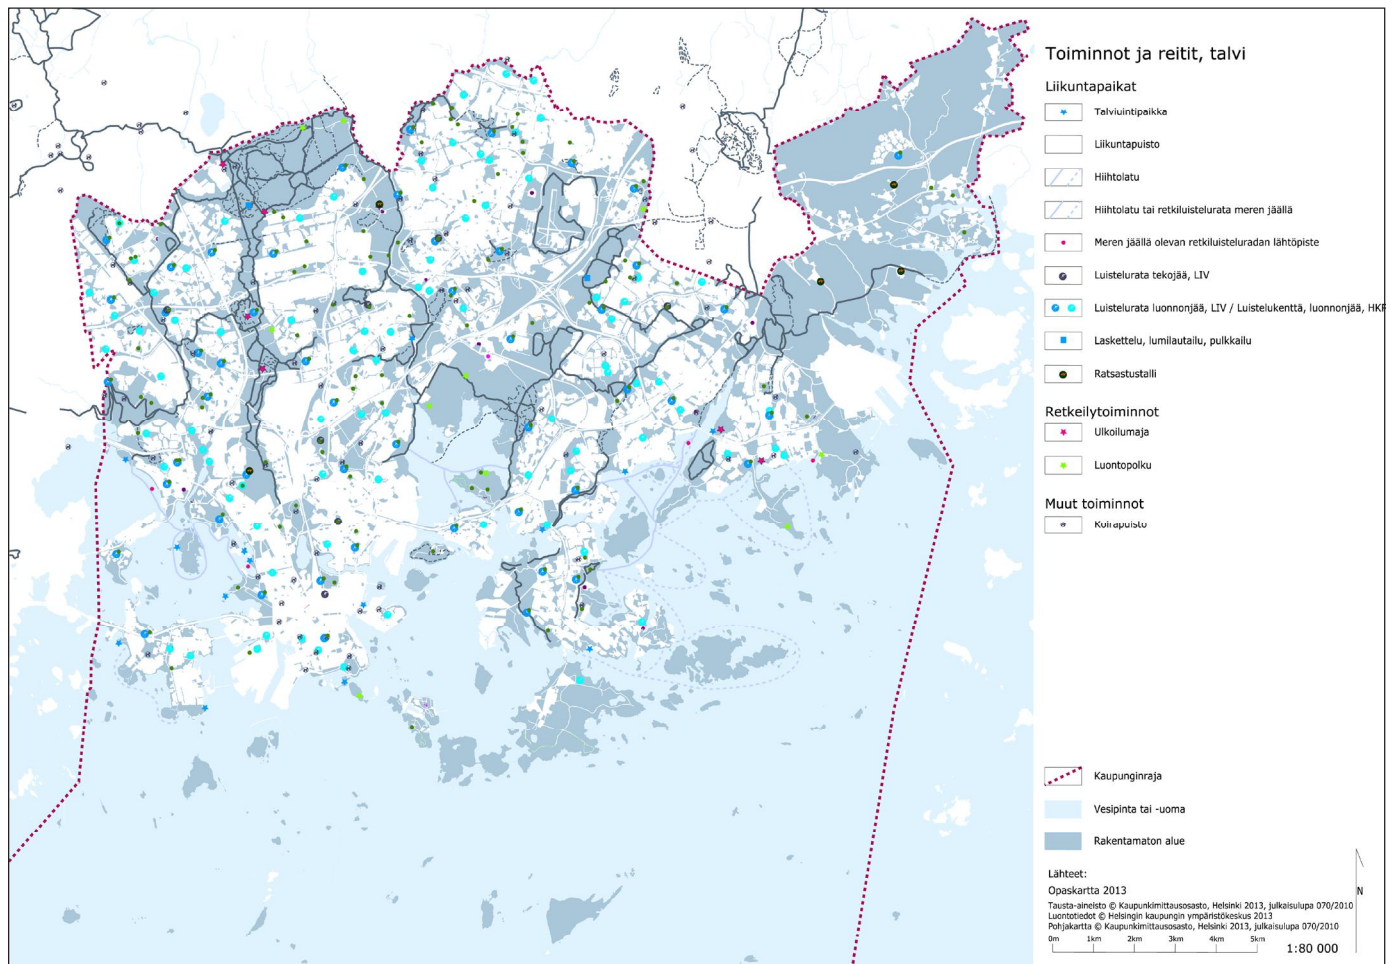 Toiminnot ja reitit, talvi
Liikuntapaikat
Talviuintipaikka
Liikuntapuisto
Hiihtolatu
Hiihtolatu tai retkiluistelurata meren jäällä
Meren jäällä olevan retkiluisteluradan lähtöpiste
Luistelurata tekojää, LIV
Luistelurata luonnonjää, LIV / Luistelukenttä, luonnonjää, HKR
Laskettelu, lumilautailu, pulkkailu
Ratsastustalli
Retkeilytoiminnot
Ulkoilumaja
Luontopolku
Muut toiminnot
Koirapuisto
Kaupunginraja
Vesipinta tai -uoma
Rakentamaton alue
Lähteet:
Opaskartta 2013
Tausta-aineisto © Kaupunkimittausosasto, Helsinki 2013, julkaisulupa 070/2010
Luontotiedot © Helsingin kaupungin ympäristökeskus 2013
Pohjakartta © Kaupunkimittausosasto, Helsinki 2013, julkaisulupa 070/2010
N
0m 1km 2km 3km 4km 5km
1:80 000